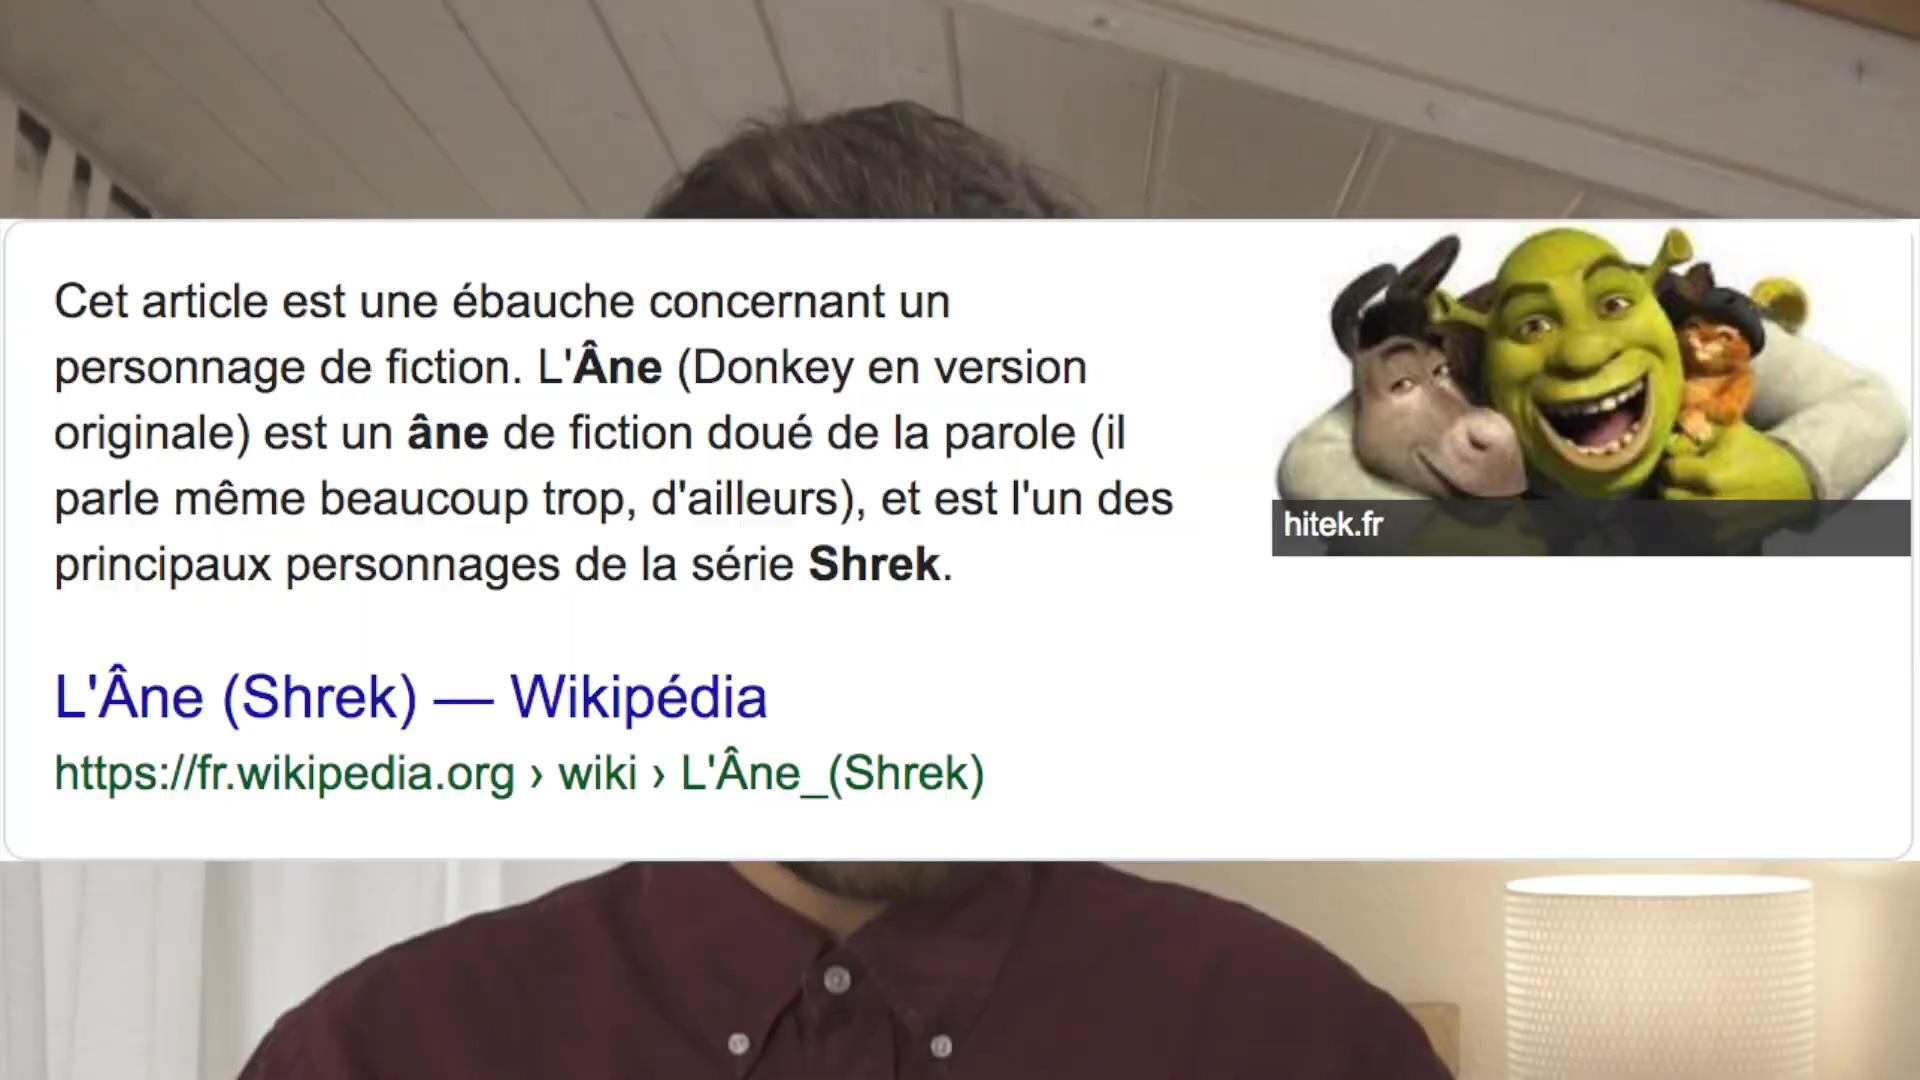 Cet article est une ébauche concernant un
personnage de fiction. L'Âne (Donkey en version
originale) est un âne de fiction doué de la parole (il
parle même beaucoup trop, d'ailleurs), et est l'un des
principaux personnages de la série Shrek.
hitek.fr
L'Âne (Shrek) — Wikipédia
https://fr.wikipedia.org › wiki › L'Âne_(Shrek)